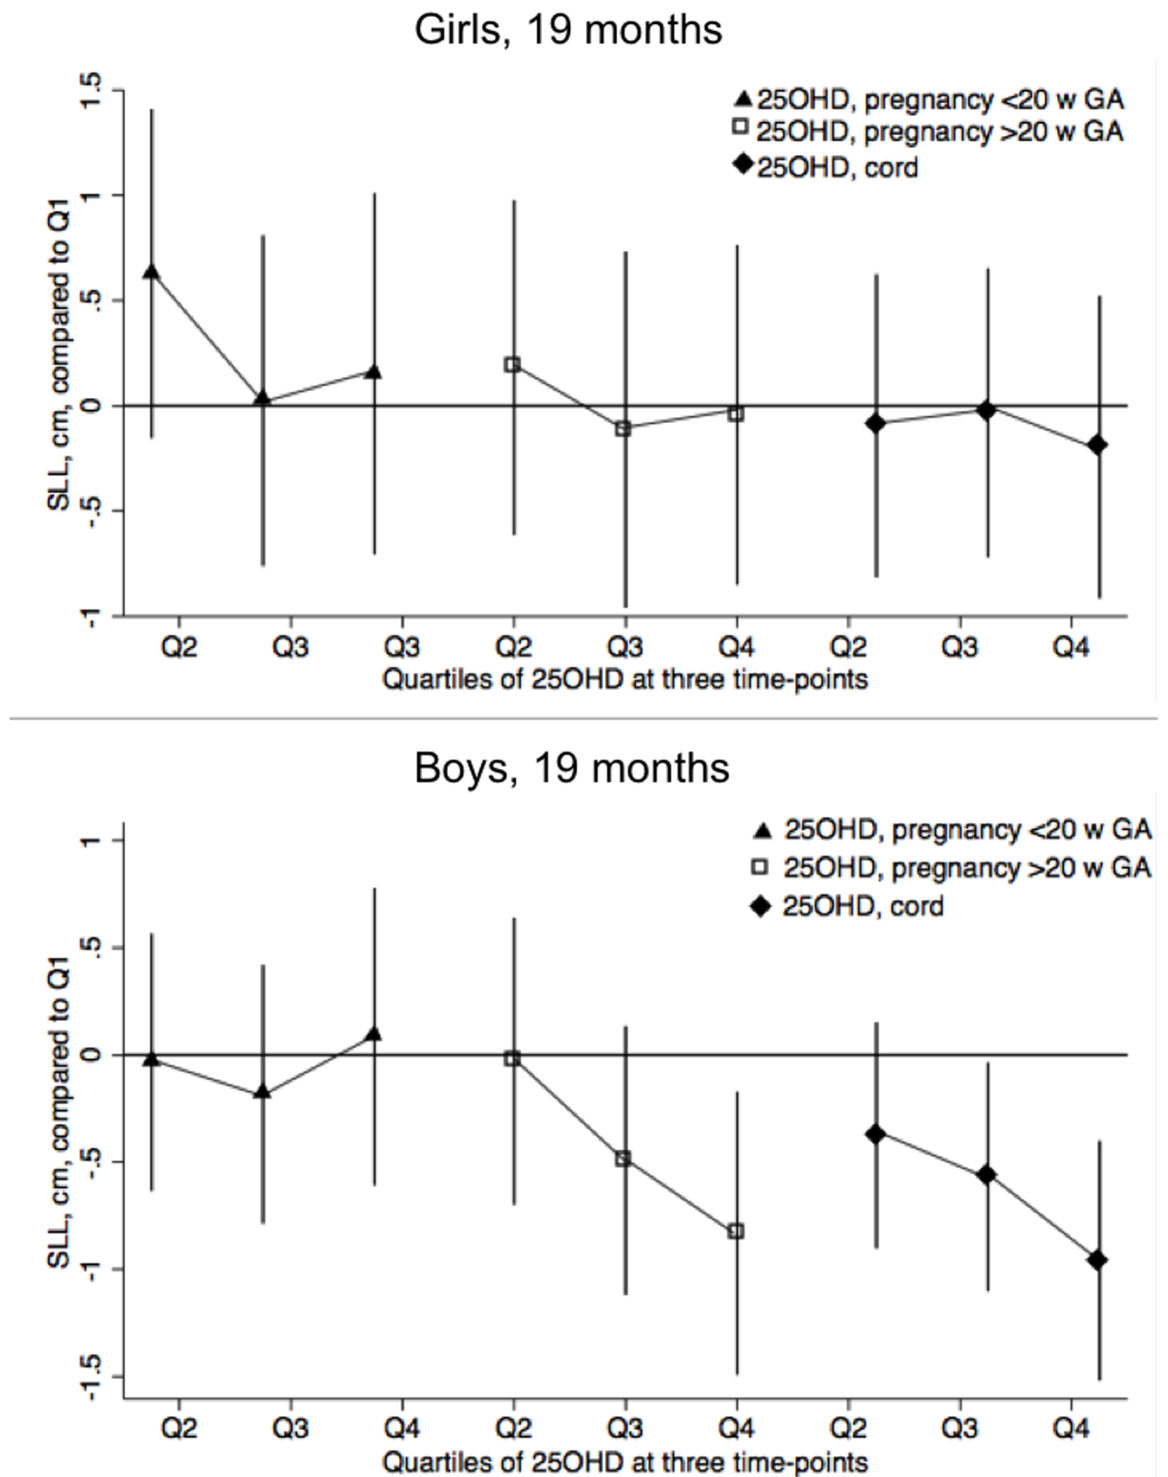 Girls, 19 months
25OHD, pregnancy <20 w GA
25OHD, pregnancy >20 w GA
25OHD, cord
SLL, cm, compared to Q1
1.5
1
.5
0
-.5
-1
Q2 Q3 Q3 Q2 Q3 Q4 Q2 Q3 Q4
Quartiles of 25OHD at three time-points
Boys, 19 months
25OHD, pregnancy <20 w GA
25OHD, pregnancy >20 w GA
25OHD, cord
SLL, cm, compared to Q1
1
.5
0
-.5
-1
-1.5
Q2 Q3 Q4 Q2 Q3 Q4 Q2 Q3 Q4
Quartiles of 25OHD at three time-points